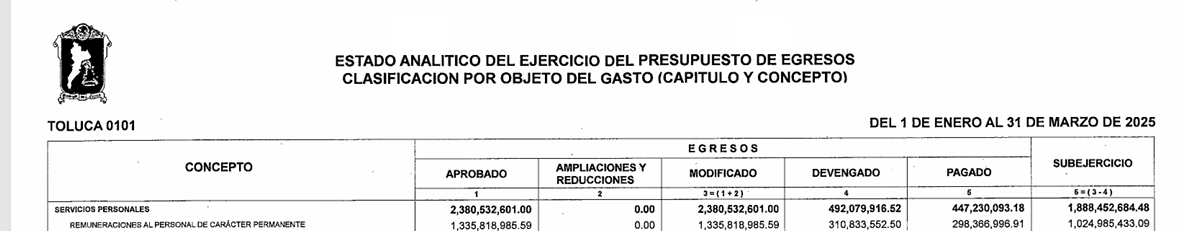 ESTADO ANALITICO DEL EJERCICIO DEL PRESUPUESTO DE EGRESOS
CLASIFICACION POR OBJETO DEL GASTO (CAPITULO Y CONCEPTO)
TOLUCA 0101
DEL 1 DE ENERO AL 31 DE MARZO DE 2025
CONCEPTO
EGRESOS
SUBEJERCICIO
APROBADO
AMPLIACIONES Y
REDUCCIONES
MODIFICADO
DEVENGADO
PAGADO
1 2 3=(1+2) 4 5 6=(3-4)
SERVICIOS PERSONALES 2,380,532,601.00 0.00 2,380,532,601.00 492,079,916.52 447,230,093.18 1,888,452,684.48
REMUNERACIONES AL PERSONAL DE CARÁCTER PERMANENTE 1,335,818,985.59 0.00 1,335,818,985.59 310,833,552.50 298,366,996.91 1,024,985,433.09